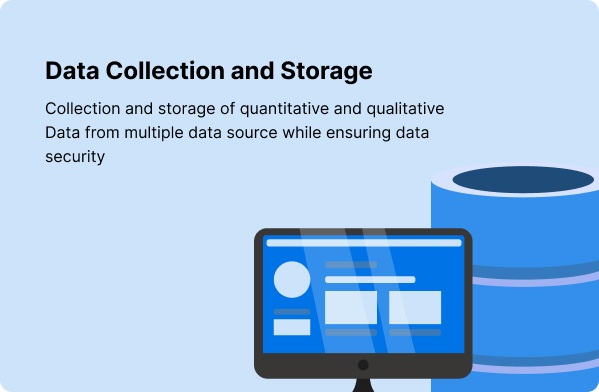 Data Collection and Storage
Collection and storage of quantitative and qualitative
Data from multiple data source while ensuring data
security